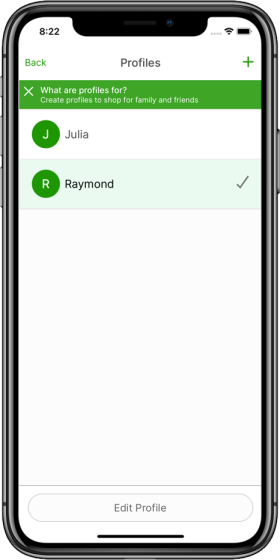 8:22
Back
Profiles
+
What are profiles for?
Create profiles to shop for family and friends
J
Julia
R
Raymond
Edit Profile